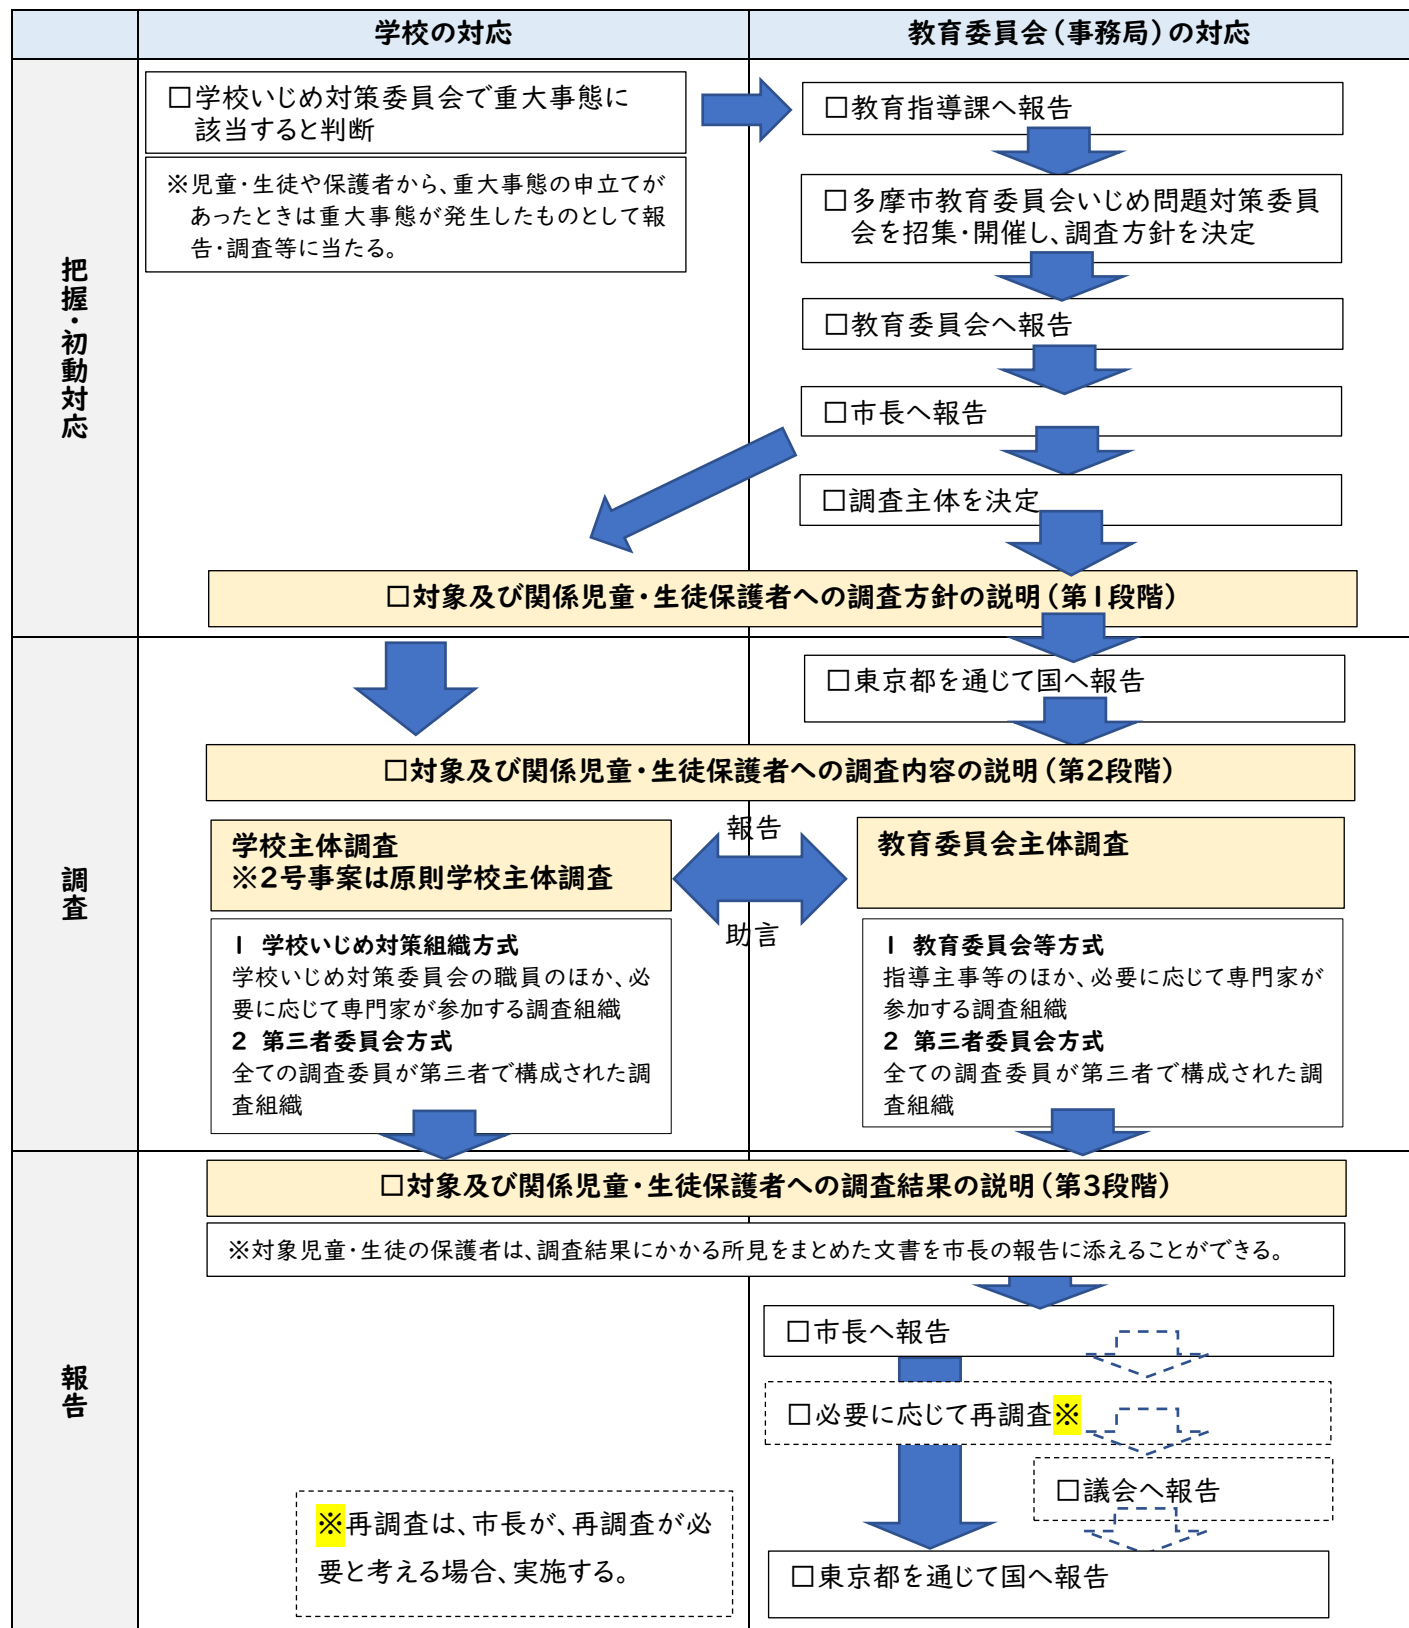 学校の対応
教育委員会(事務局)の対応
把握・初動対応
□学校いじめ対策委員会で重大事態に
該当すると判断
※児童・生徒や保護者から、重大事態の申立てが
あったときは重大事態が発生したものとして報
告・調査等に当たる。
□教育指導課へ報告
□多摩市教育委員会いじめ問題対策委員
会を招集・開催し、調査方針を決定
□教育委員会へ報告
□市長へ報告
□調査主体を決定
□対象及び関係児童・生徒保護者への調査方針の説明(第1段階)
調査
□東京都を通じて国へ報告
□対象及び関係児童・生徒保護者への調査内容の説明(第2段階)
学校主体調査
※2号事案は原則学校主体調査
報告
助言
教育委員会主体調査
1 学校いじめ対策組織方式
学校いじめ対策委員会の職員のほか、必
要に応じて専門家が参加する調査組織
2 第三者委員会方式
全ての調査委員が第三者で構成された調
査組織
1 教育委員会等方式
指導主事等のほか、必要に応じて専門家が
参加する調査組織
2 第三者委員会方式
全ての調査委員が第三者で構成された調
査組織
報告
□対象及び関係児童・生徒保護者への調査結果の説明(第3段階)
※対象児童・生徒の保護者は、調査結果にかかる所見をまとめた文書を市長の報告に添えることができる。
□市長へ報告
□必要に応じて再調査※
□議会へ報告
※再調査は、市長が、再調査が必
要と考える場合、実施する。
□東京都を通じて国へ報告